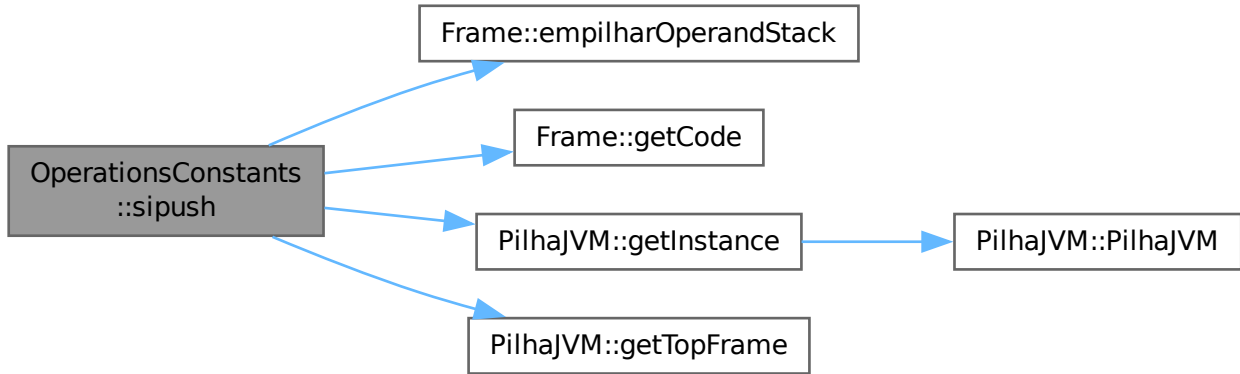 Frame::empilharOperandStack
Frame::getCode
OperationsConstants
::sipush
PilhaJVM::getInstance
PilhaJVM::PilhaJVM
PilhaJVM::getTopFrame